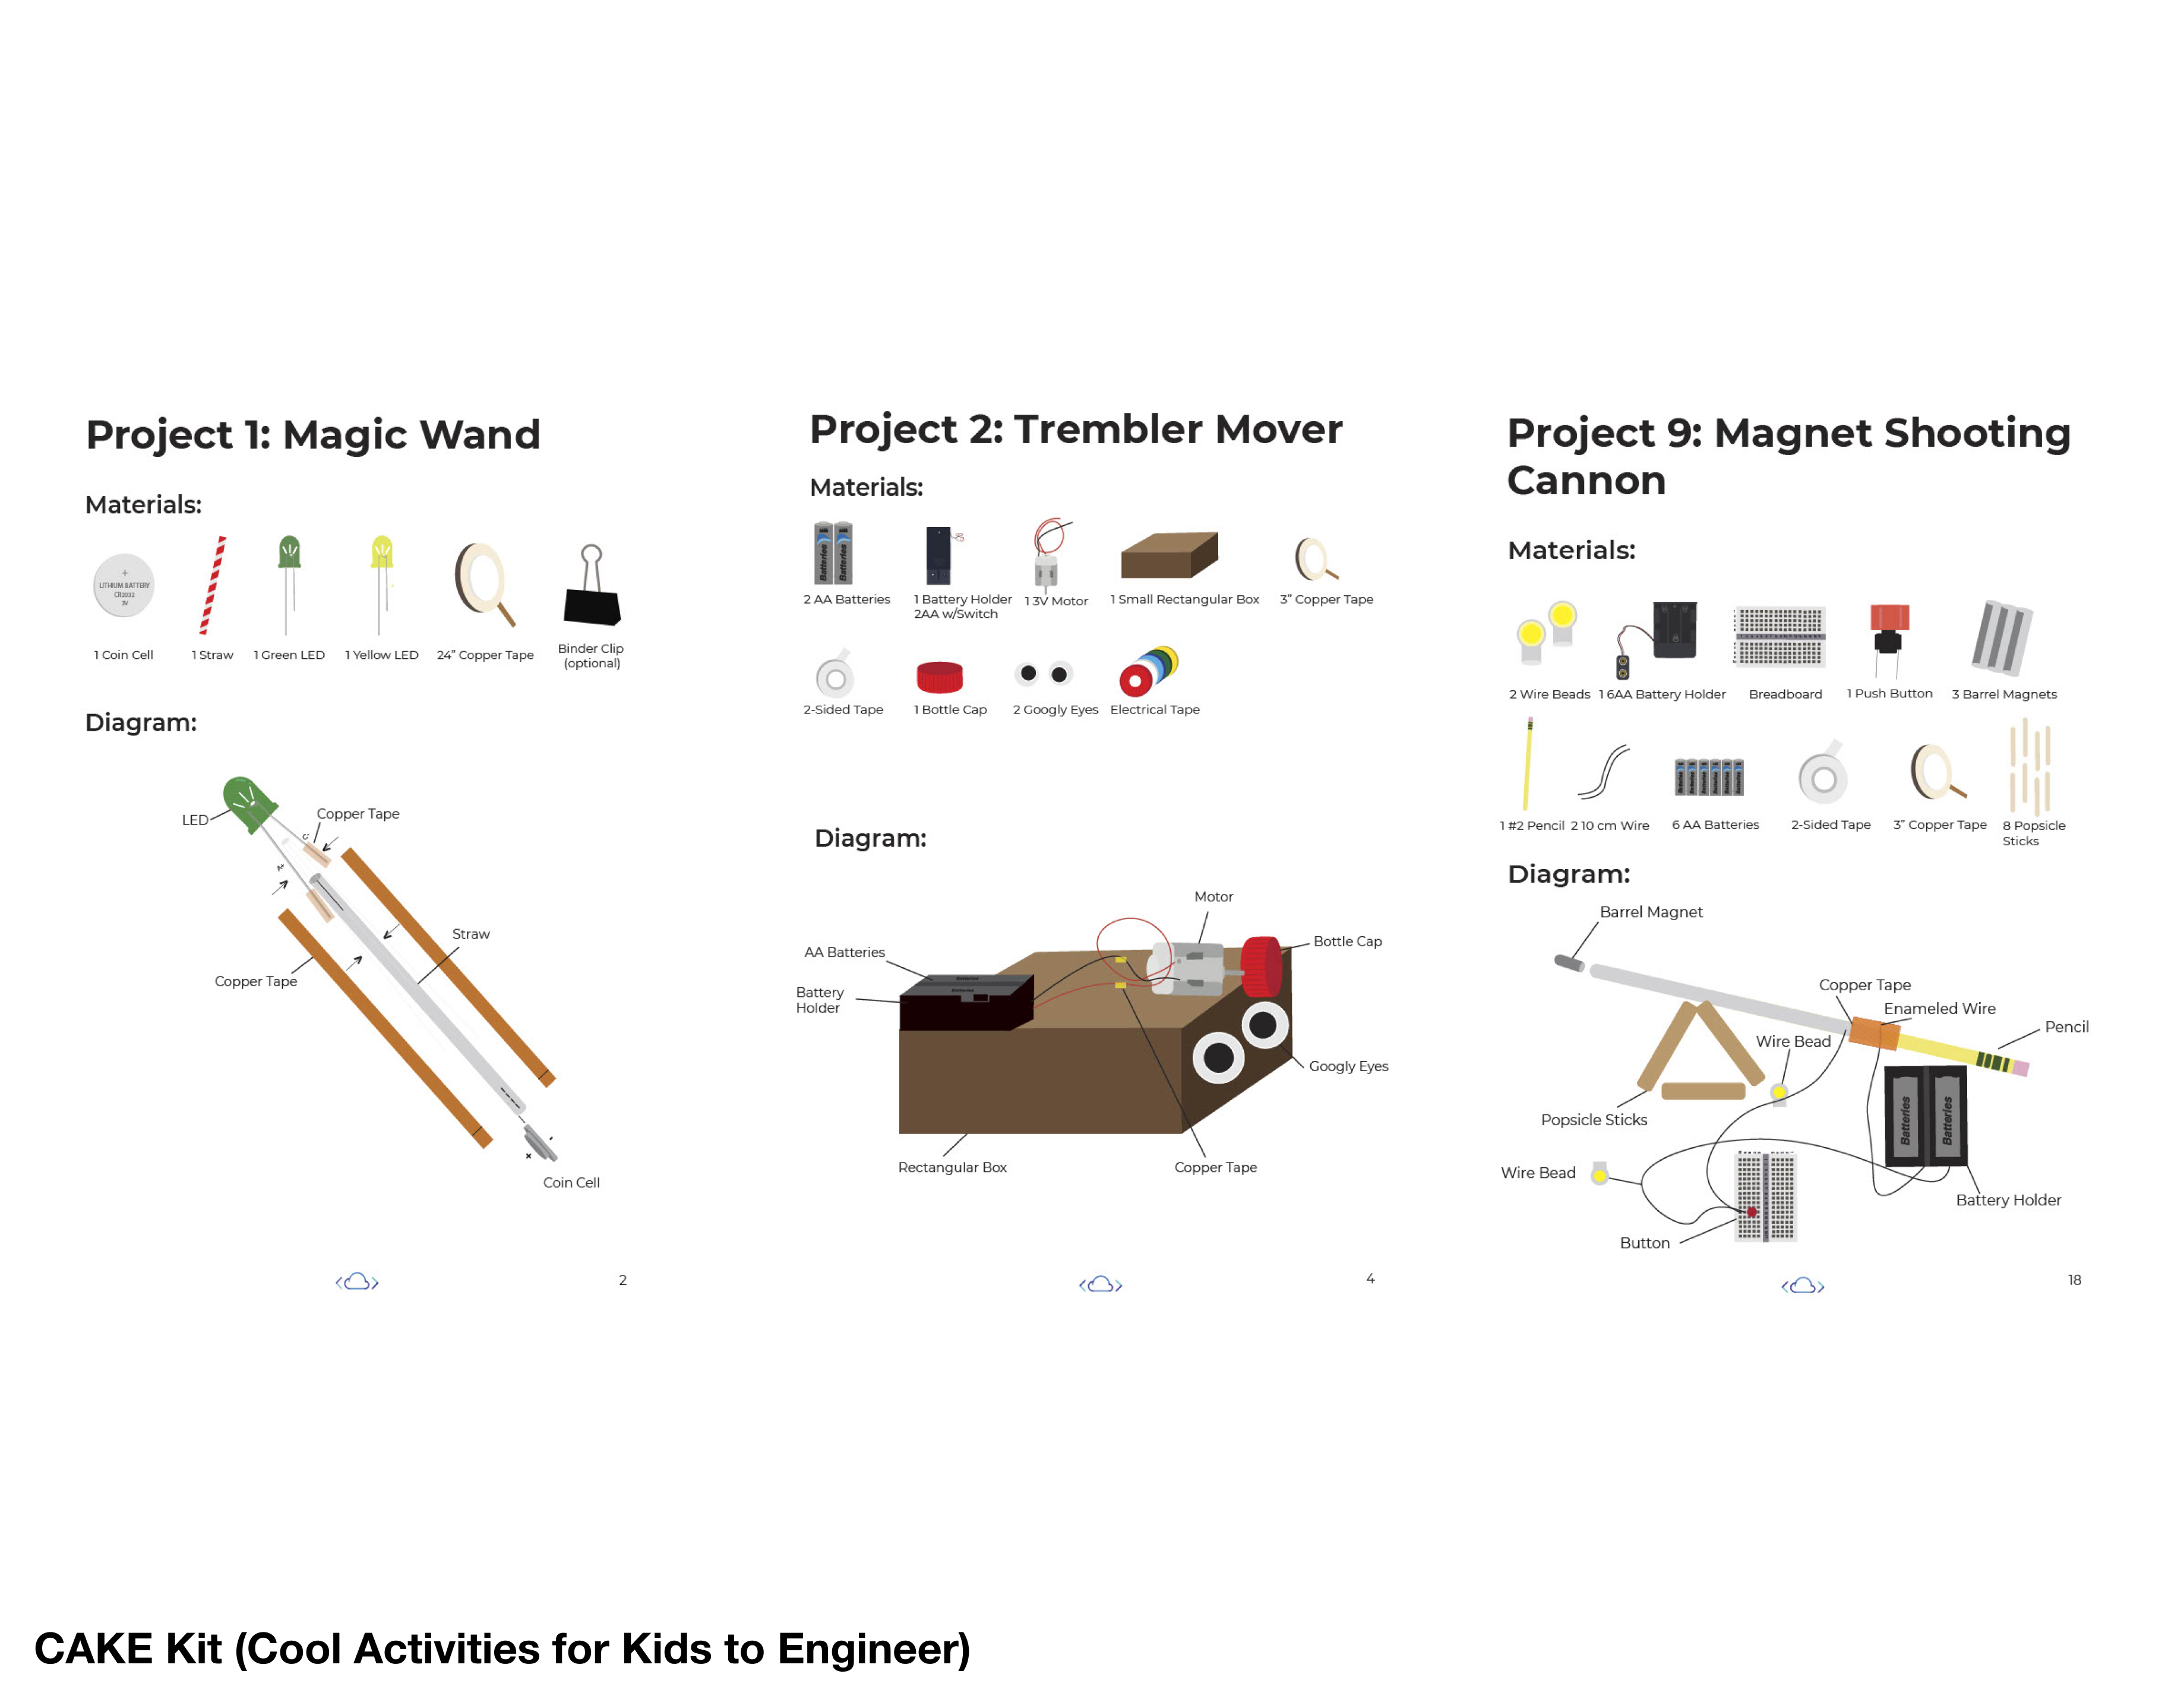 Project 1: Magic Wand
Materials:
+
LITHIUM BATTERY
CR2032
3V
1 Coin Cell
1 Straw
1 Green LED
1 Yellow LED
24” Copper Tape
Binder Clip
(optional)
Diagram:
LED
Copper Tape
Straw
Copper Tape
Coin Cell
2
Project 2: Trembler Mover
Materials:
Batteries
Batteries
2 AA Batteries
1 Battery Holder
2AA w/Switch
1 3V Motor
1 Small Rectangular Box
3” Copper Tape
2-Sided Tape
1 Bottle Cap
2 Googly Eyes
Electrical Tape
Diagram:
Motor
Bottle Cap
AA Batteries
Batteries
Batteries
Battery
Holder
Googly Eyes
Rectangular Box
Copper Tape
4
Project 9: Magnet Shooting
Cannon
Materials:
2 Wire Beads
1 6AA Battery Holder
Breadboard
1 Push Button
3 Barrel Magnets
1 #2 Pencil
2 10 cm Wire
6 AA Batteries
2-Sided Tape
3” Copper Tape
8 Popsicle
Sticks
Diagram:
Barrel Magnet
Copper Tape
Enameled Wire
Pencil
Wire Bead
Batteries
Batteries
Popsicle Sticks
Wire Bead
Battery Holder
Button
18
CAKE Kit (Cool Activities for Kids to Engineer)